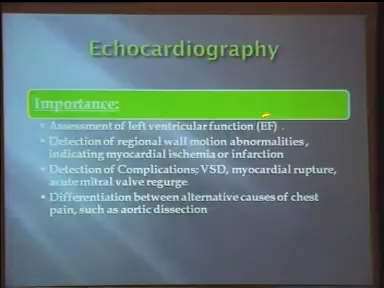 Echocardiography
Importance:
Assessment of left ventricular function (EF) .
Detection of regional wall motion abnormalities ,
indicating myocardial ischemia or infarction
Detection of Complications; VSD, myocardial rupture,
acute mitral valve regurge.
Differentiation between alternative causes of chest
pain, such as aortic dissection